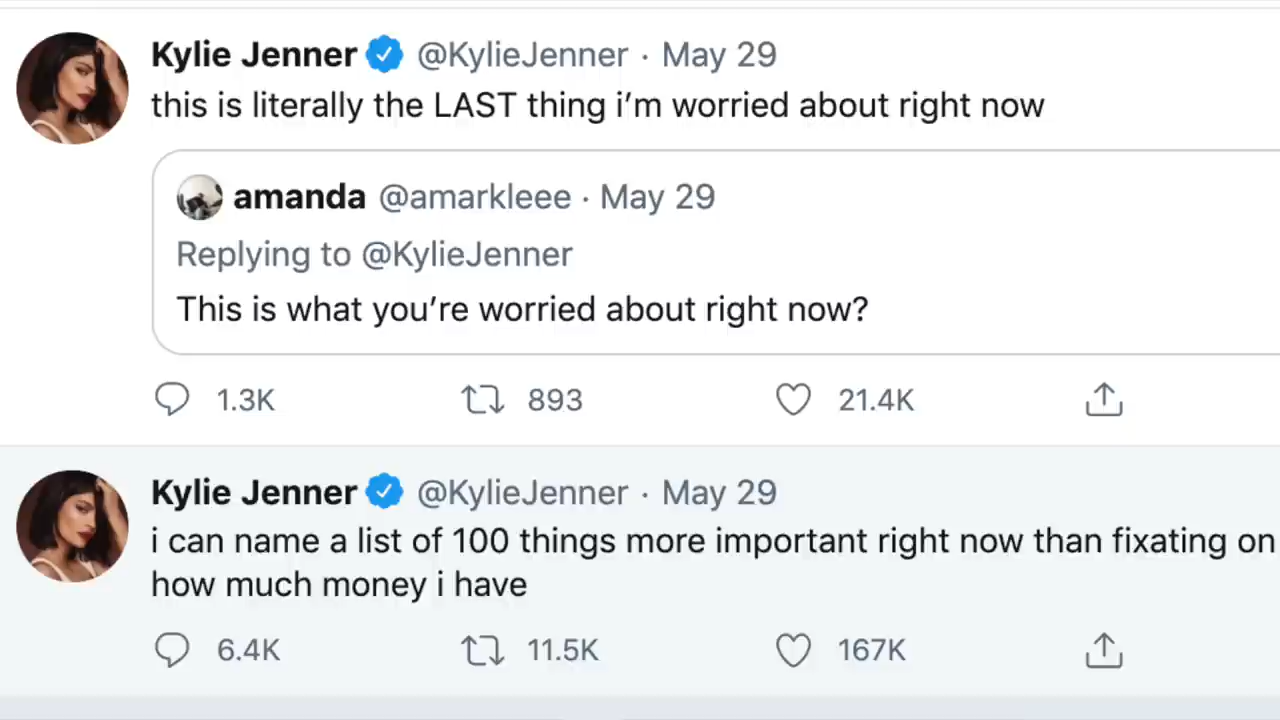 Kylie Jenner @KylieJenner · May 29
this is literally the LAST thing i’m worried about right now
amanda @amarkleee · May 29
Replying to @KylieJenner
This is what you’re worried about right now?
1.3K 893 21.4K
Kylie Jenner @KylieJenner · May 29
i can name a list of 100 things more important right now than fixating on
how much money i have
6.4K 11.5K 167K